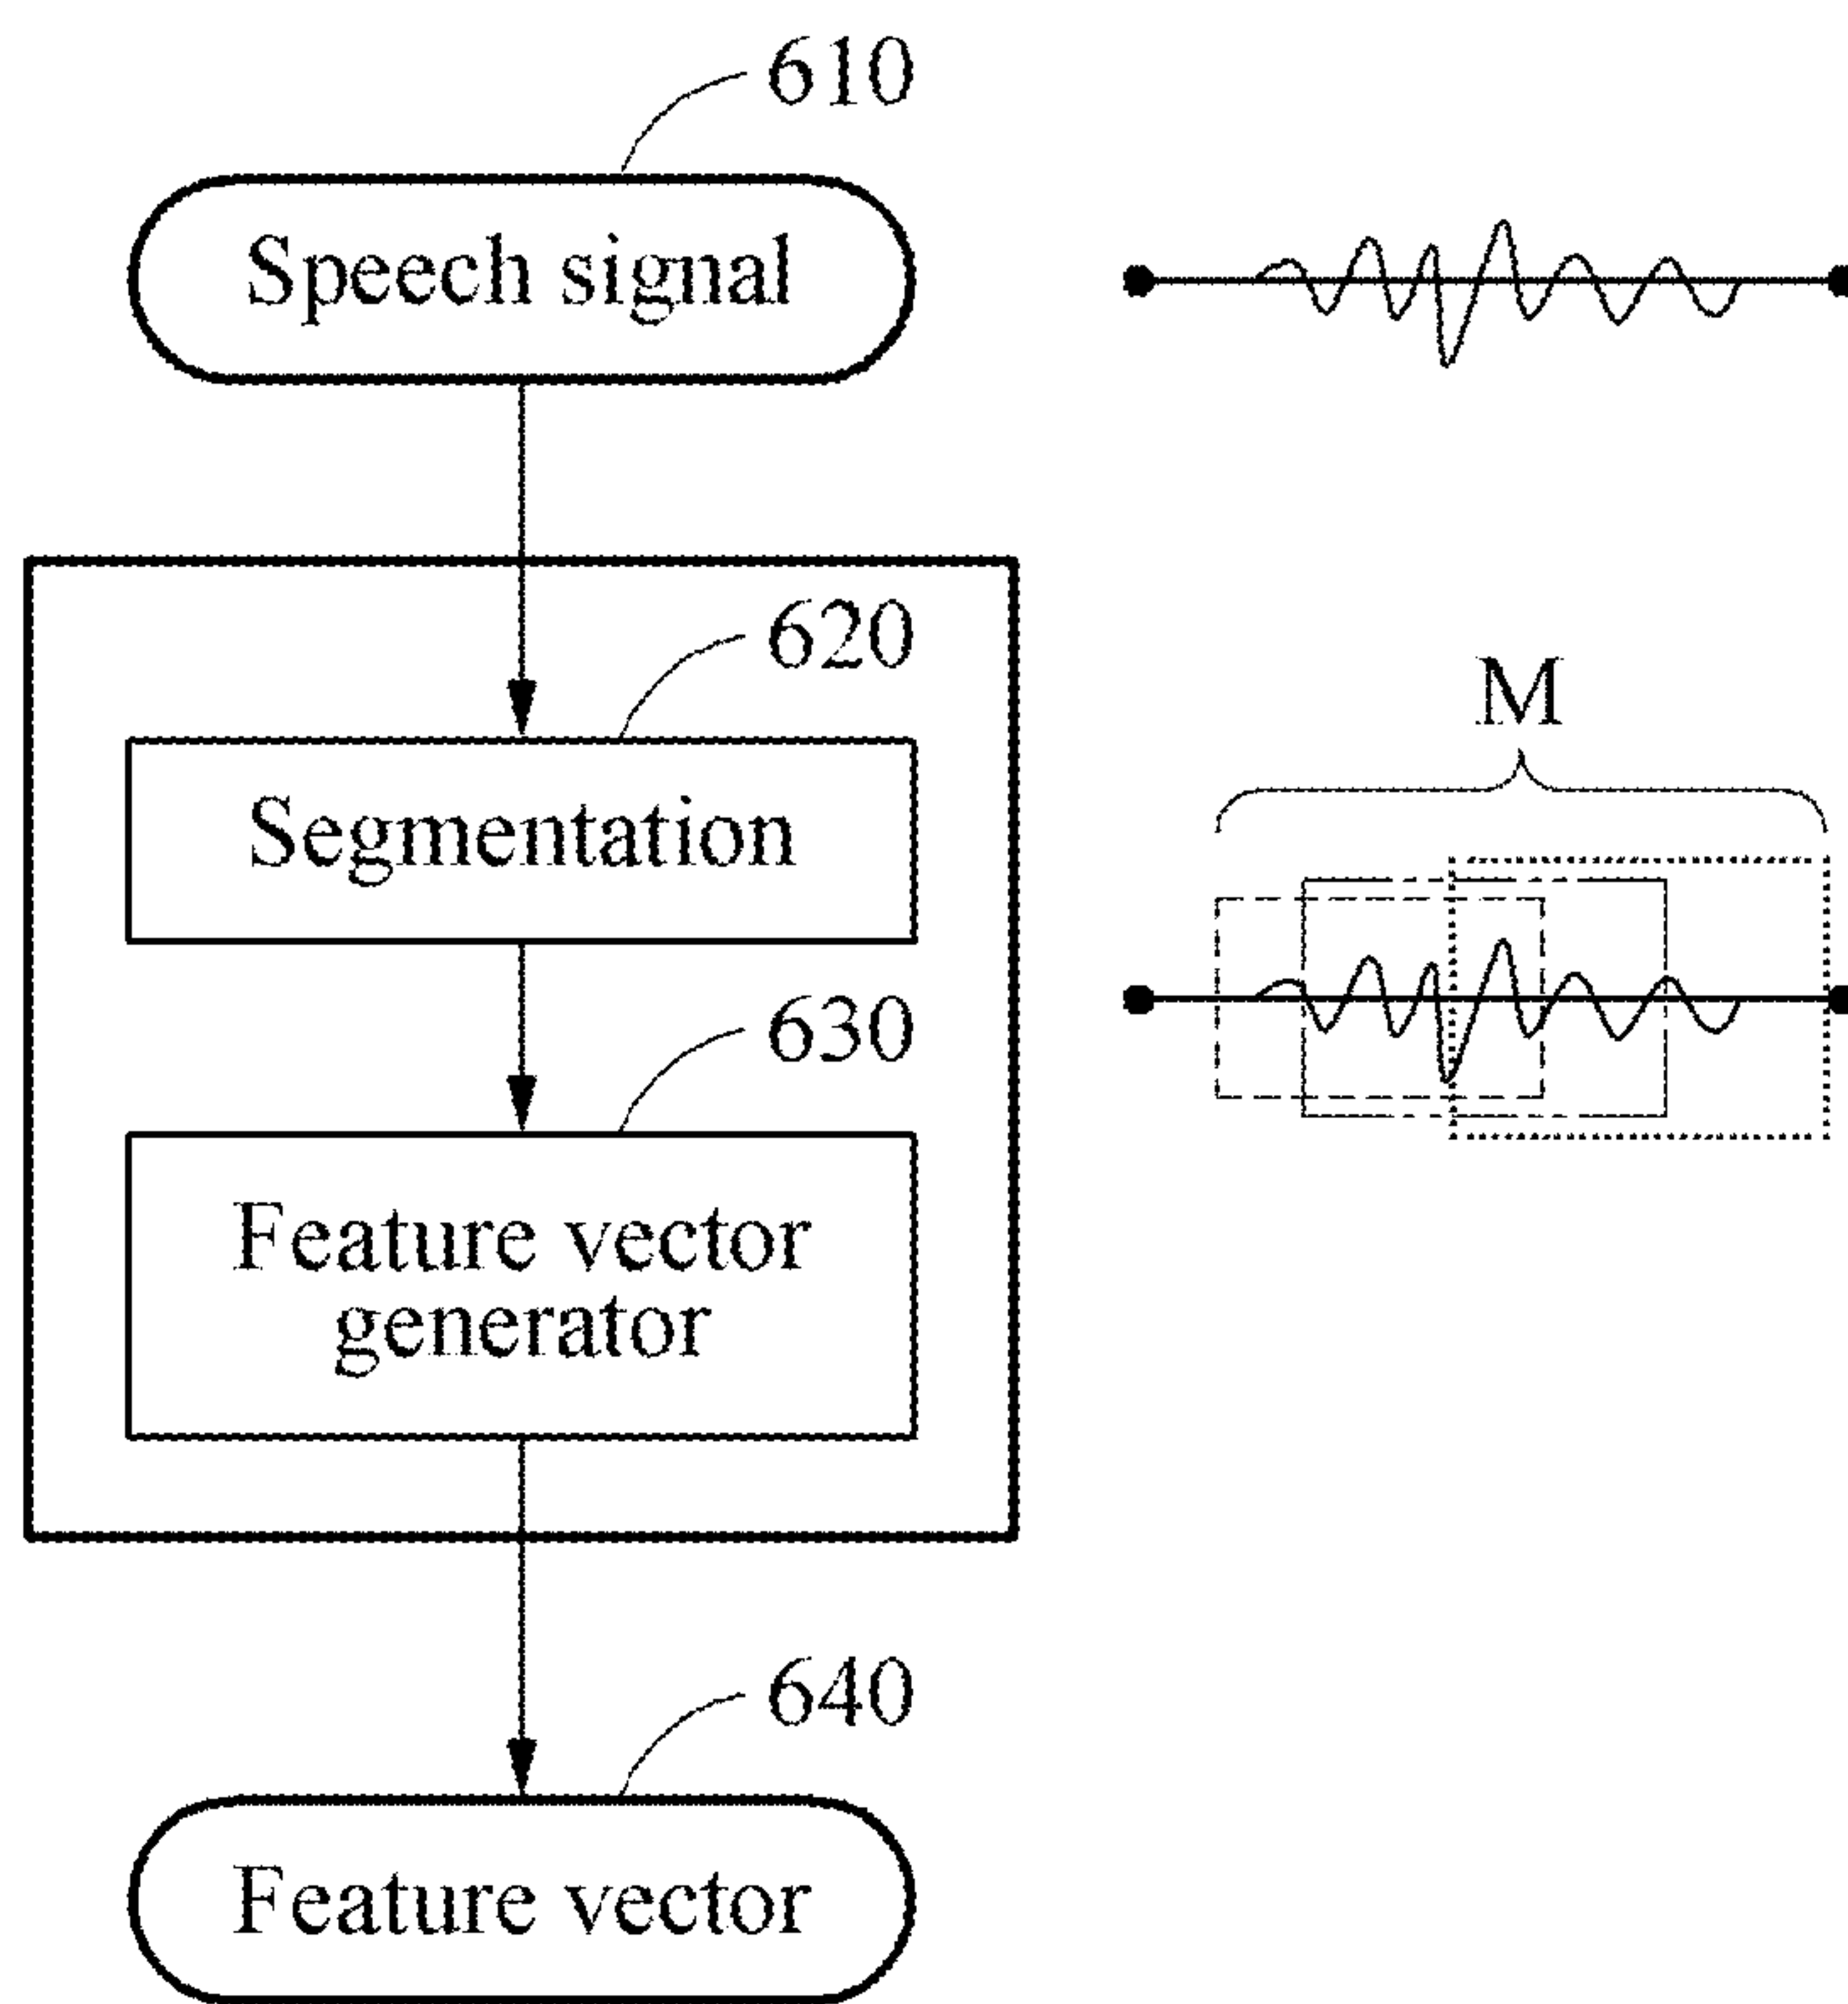 610
Speech signal
620
M
Segmentation
630
Feature vector
generator
640
Feature vector